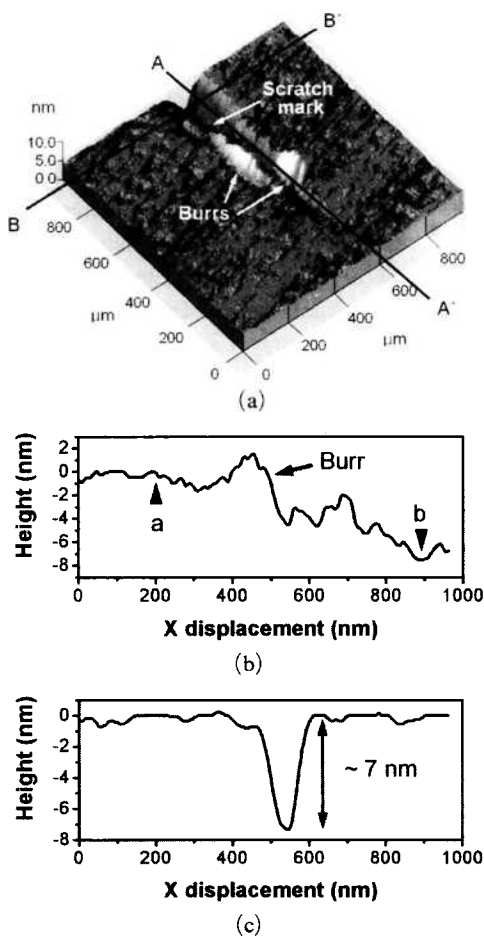 B´
A
Scratch
mark
nm
10.0
5.0
0 0
Burrs
B
800
600
400
200
0
μm
800
600
400
200
0
μm
A´
(a)
2
0
-2
-4
-6
-8
Height (nm)
Burr
a
b
0 200 400 600 800 1000
X displacement (nm)
(b)
0
-2
-4
-6
-8
Height (nm)
~ 7 nm
0 200 400 600 800 1000
X displacement (nm)
(c)